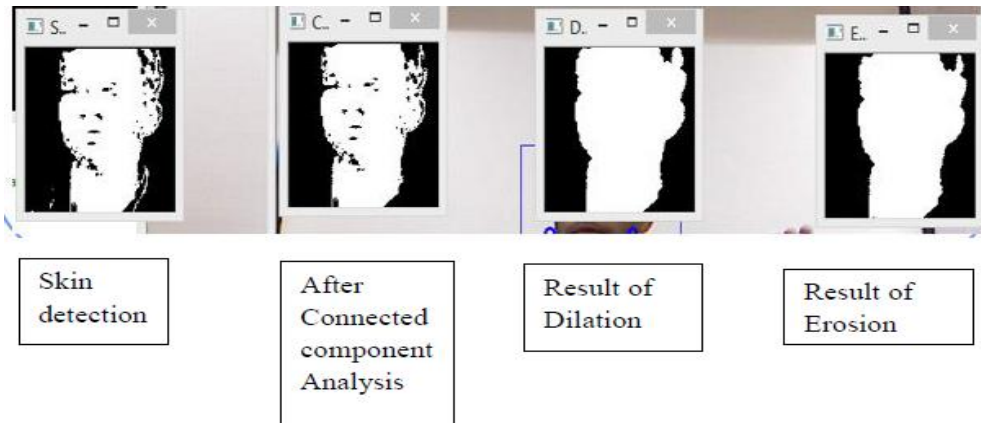 S..
C...
D..
E..
Skin
detection
After
Connected
component
Analysis
Result of
Dilation
Result of
Erosion